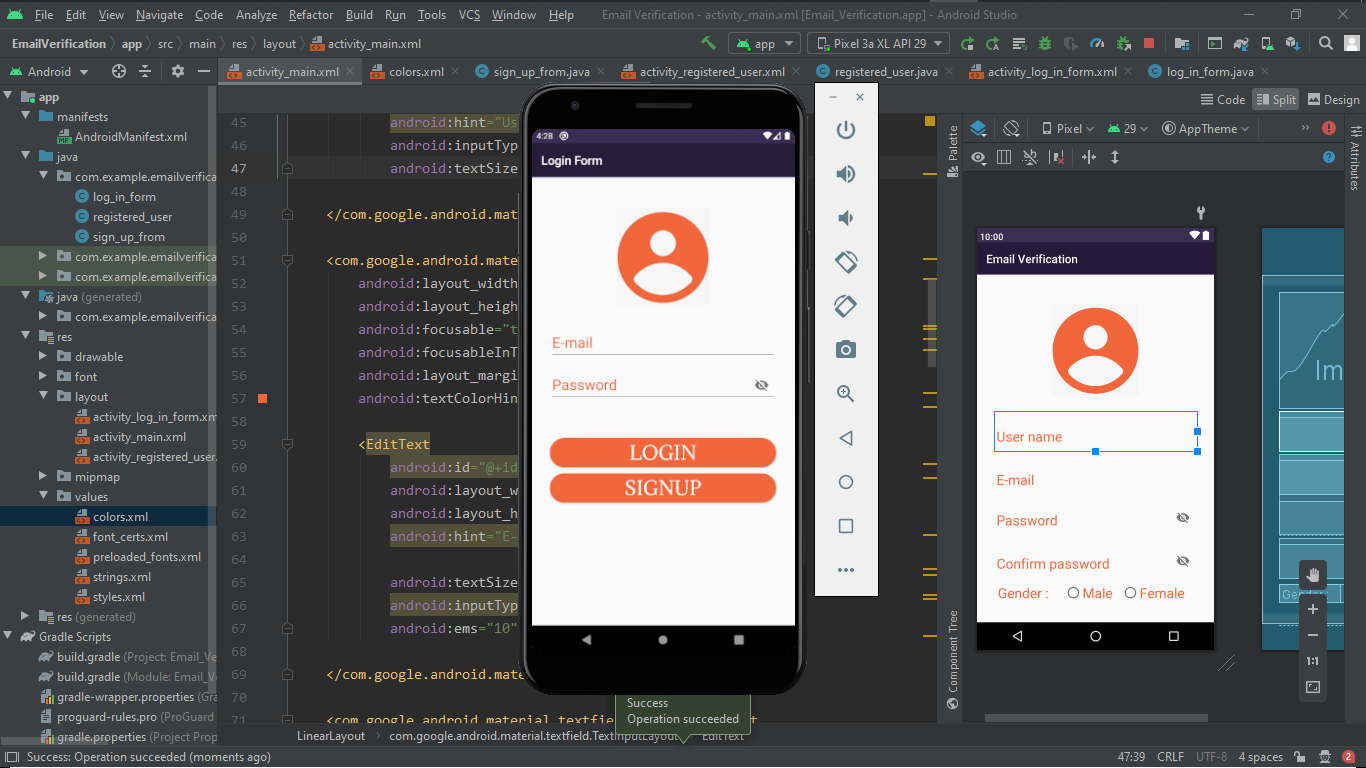 File Edit View Navigate Code Analyze Refactor Build Run Tools VCS Window Help Email Verification - activity_main.xml [Email_Verification.app] - Android Studio
EmailVerification app src main res layout activity_main.xml
app Pixel 3a XL API 29
Android
activity_main.xml colors.xml sign_up_from.java activity_registered_user.xml registered_user.java activity_log_in_form.xml log_in_form.java
Code Split Design
app
manifests
AndroidManifest.xml
java
com.example.emailverifica
log_in_form
registered_user
sign_up_from
com.example.emailverifica
com.example.emailverifica
java (generated)
com.example.emailverifica
res
drawable
font
layout
activity_log_in_form.xm
activity_main.xml
activity_registered_user.
mipmap
values
colors.xml
font_certs.xml
preloaded_fonts.xml
strings.xml
styles.xml
res (generated)
Gradle Scripts
build.gradle (Project: Email_Ve
build.gradle (Module: Email_V
gradle-wrapper.properties (Gra
proguard-rules.pro (ProGuard
gradle.properties (Project Prop
45 android:hint="Us
46 android:inputTyp
47 android:textSize
48
49 </com.google.android.mat
50
51 <com.google.android.mate
52 android:layout_width
53 android:layout_heigh
54 android:focusable="t
55 android:focusableInT
56 android:layout_margi
57 android:textColorHin
58
59 <EditText
60 android:id="@+id
61 android:layout_w
62 android:layout_h
63 android:hint="E-
64
65 android:textSize
66 android:inputTyp
67 android:ems="10"
68
69 </com.google.android.mat
70
71 <com.google.android.material.textfield
4:28
Login Form
E-mail
Password
LOGIN
SIGNUP
Success
Operation succeeded
LinearLayout com.google.android.material.textfield.TextInputLayout EditText
Palette
Component Tree
Pixel 29 AppTheme
Attributes
10:00
Email Verification
User name
E-mail
Password
Confirm password
Gender : Male Female
Gender :
1:1
Success: Operation succeeded (moments ago) 47:39 CRLF UTF-8 4 spaces 2